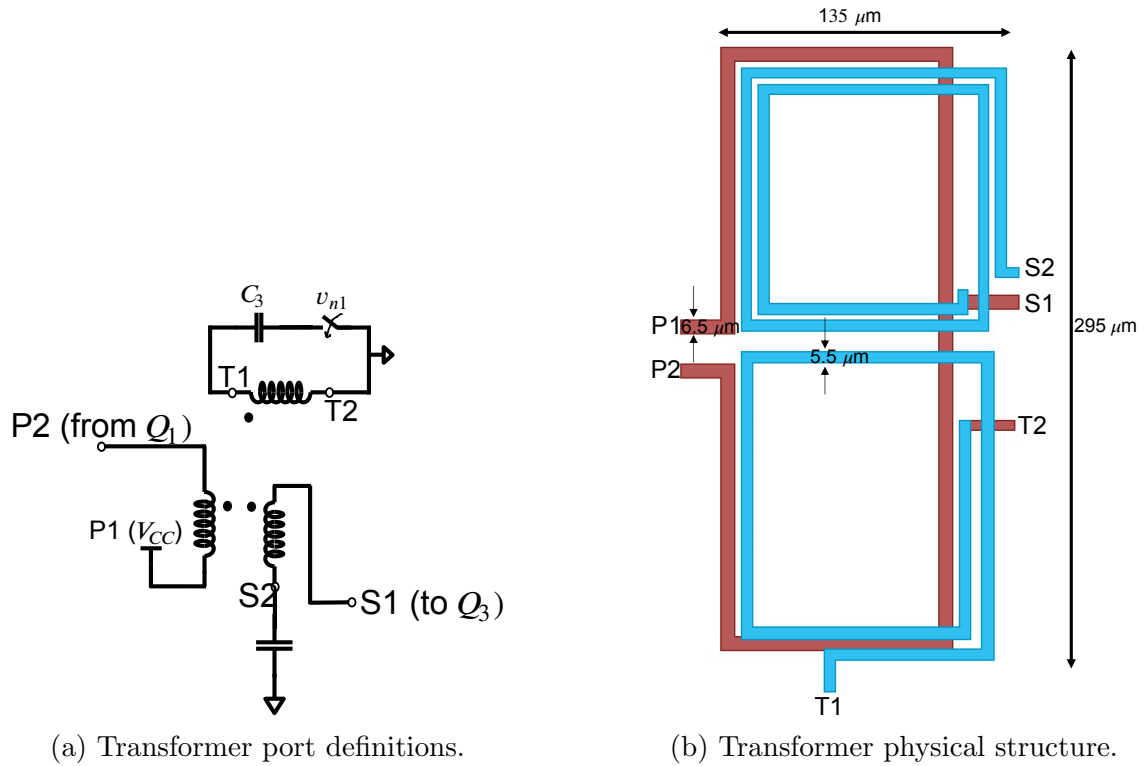 C₃
vₙ₁
T1
T2
P2 (from Q₁)
P1 (V_CC)
S2
S1 (to Q₃)
(a) Transformer port definitions.
135 μm
S2
S1
P1
6.5 μm
295 μm
P2
5.5 μm
T2
T1
(b) Transformer physical structure.